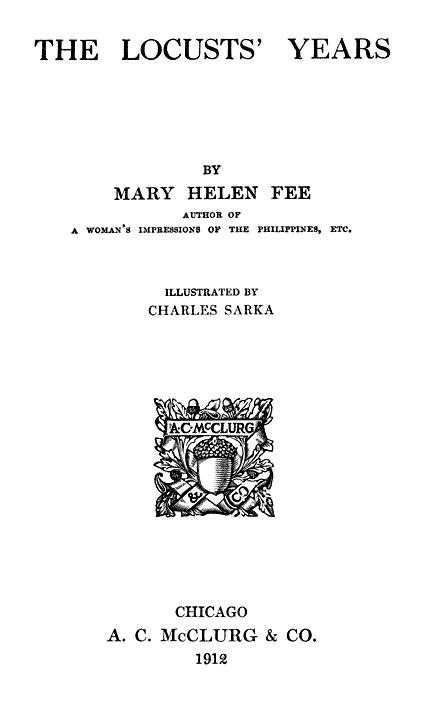 THE LOCUSTS' YEARS
BY
MARY HELEN FEE
AUTHOR OF
A WOMAN'S IMPRESSIONS OF THE PHILIPPINES, ETC.
ILLUSTRATED BY
CHARLES SARKA
A·C·McCLURG
& CO
CHICAGO
A. C. McCLURG & CO.
1912